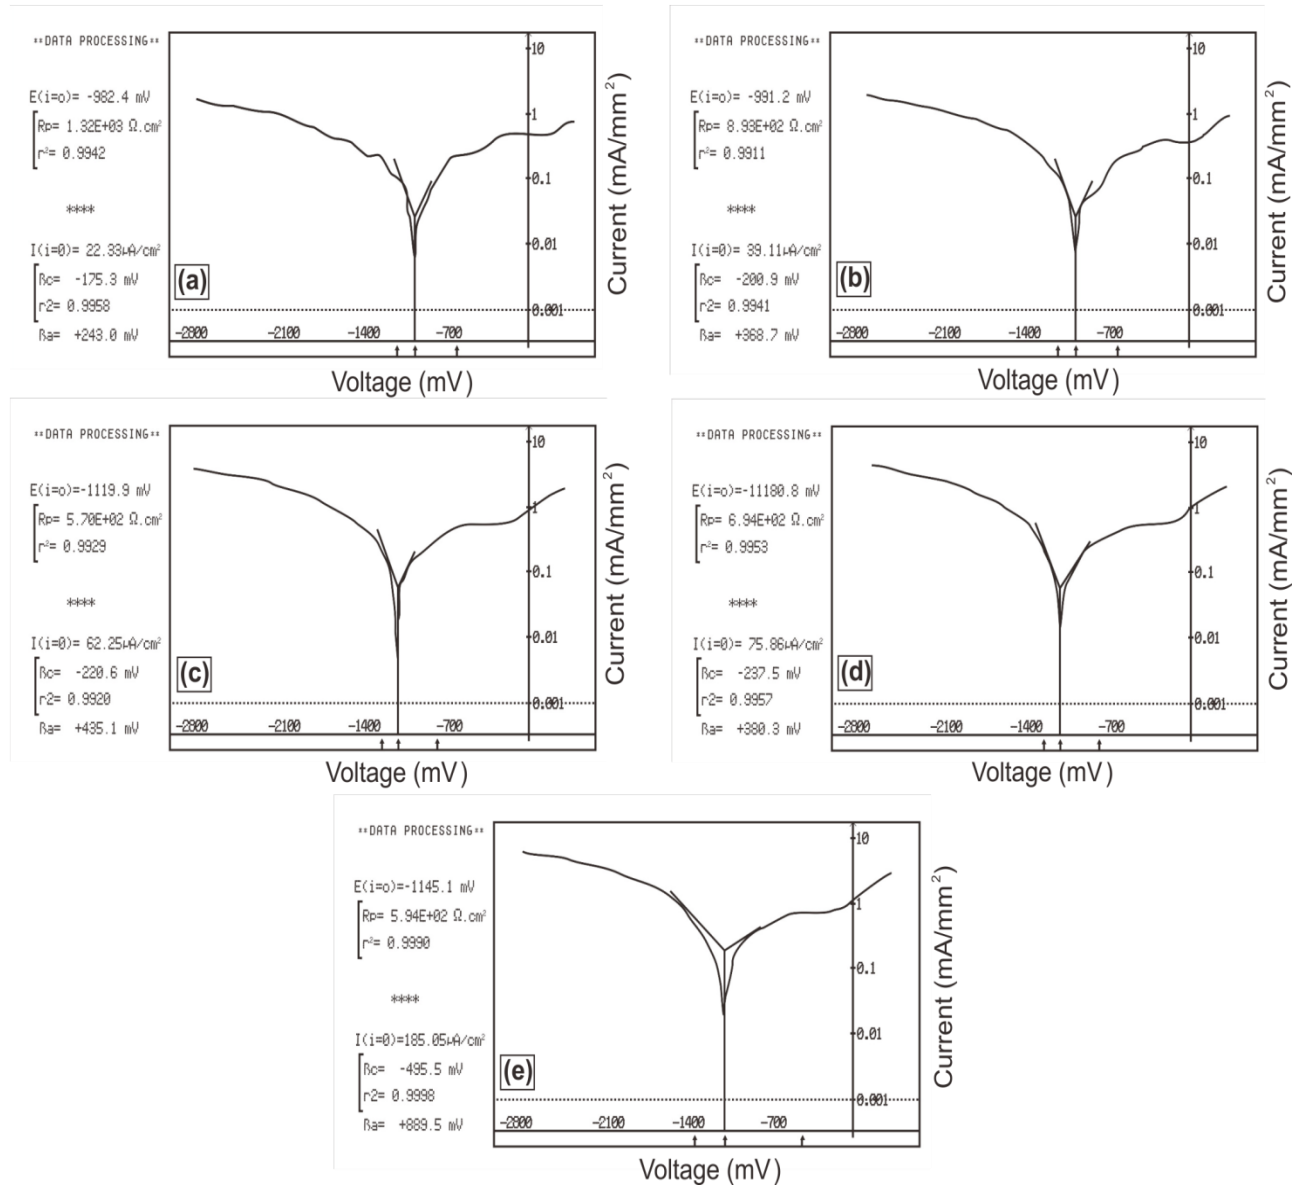 **DATA PROCESSING**
E(i=o)= -982.4 mV
Rp= 1.32E+03 Ω.cm²
r²= 0.9942
****
I(i=0)= 22.33µA/cm²
ßc= -175.3 mV
r2= 0.9958
ßa= +243.0 mV
(a)
10
1
0.1
0.01
0.001
-2800 -2100 -1400 -700
Voltage (mV)
Current (mA/mm²)
**DATA PROCESSING**
E(i=o)= -991.2 mV
Rp= 8.93E+02 Ω.cm²
r²= 0.9911
****
I(i=0)= 39.11µA/cm²
ßc= -200.9 mV
r2= 0.9941
ßa= +368.7 mV
(b)
10
1
0.1
0.01
0.001
-2800 -2100 -1400 -700
Voltage (mV)
Current (mA/mm²)
**DATA PROCESSING**
E(i=o)=-1119.9 mV
Rp= 5.70E+02 Ω.cm²
r²= 0.9929
****
I(i=0)= 62.25µA/cm²
ßc= -220.6 mV
r2= 0.9920
ßa= +435.1 mV
(c)
10
1
0.1
0.01
0.001
-2800 -2100 -1400 -700
Voltage (mV)
Current (mA/mm²)
**DATA PROCESSING**
E(i=o)=-11180.8 mV
Rp= 6.94E+02 Ω.cm²
r²= 0.9953
****
I(i=0)= 75.86µA/cm²
ßc= -237.5 mV
r2= 0.9957
ßa= +380.3 mV
(d)
10
1
0.1
0.01
0.001
-2800 -2100 -1400 -700
Voltage (mV)
Current (mA/mm²)
**DATA PROCESSING**
E(i=o)=-1145.1 mV
Rp= 5.94E+02 Ω.cm²
r²= 0.9990
****
I(i=0)=185.05µA/cm²
ßc= -495.5 mV
r2= 0.9998
ßa= +889.5 mV
(e)
10
1
0.1
0.01
0.001
-2800 -2100 -1400 -700
Voltage (mV)
Current (mA/mm²)